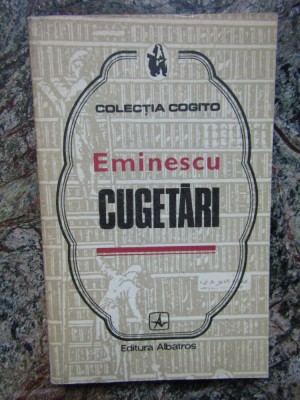 COLECȚIA COGITO
Eminescu
CUGETĂRI
Editura Albatros